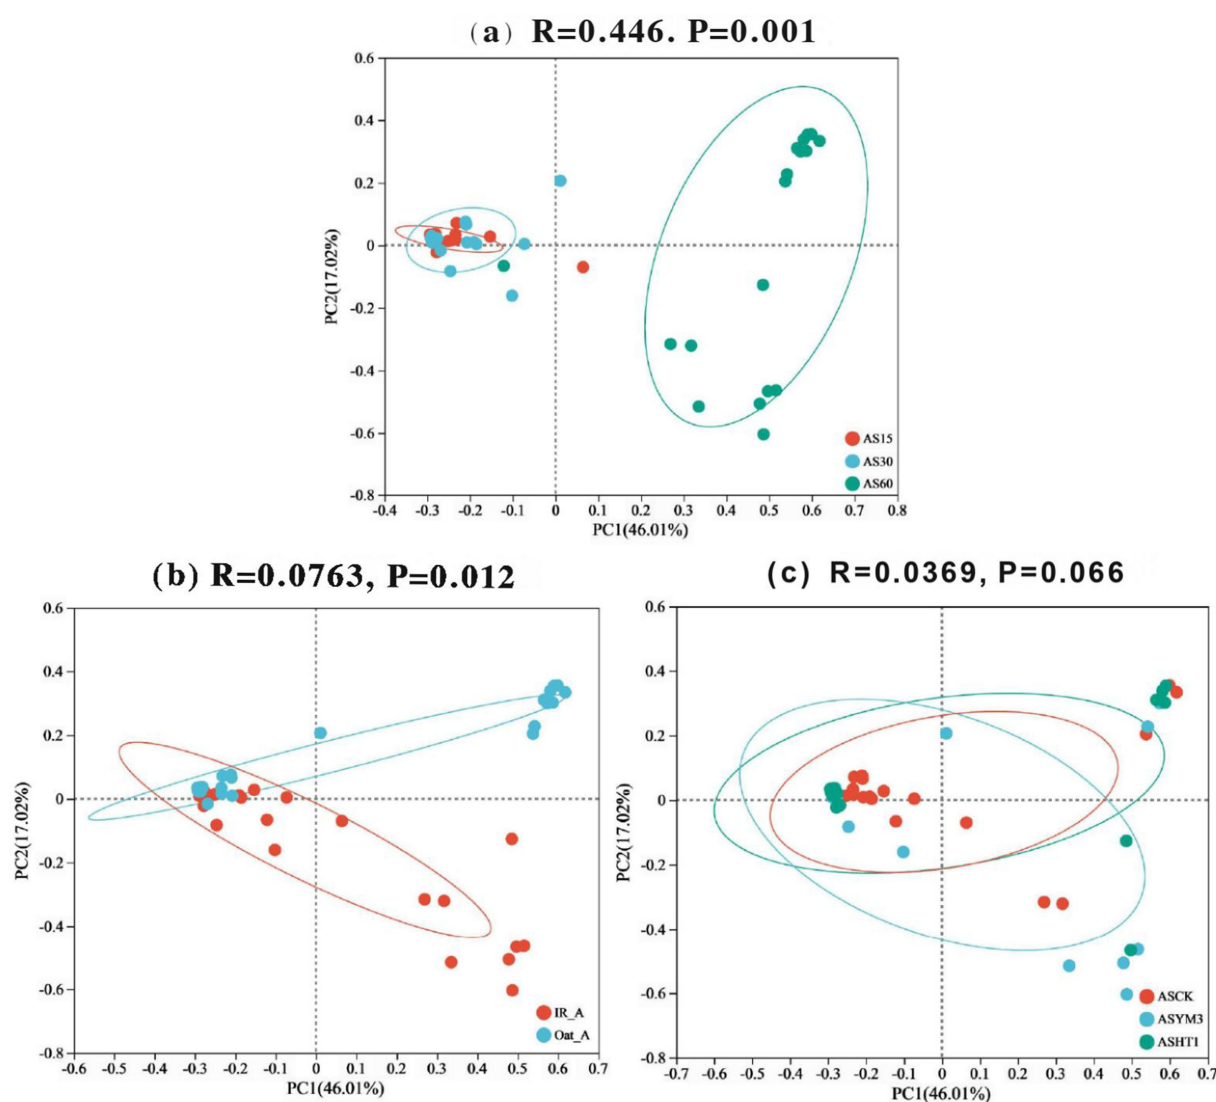 (a) R=0.446. P=0.001
0.6
0.4
0.2
0
-0.2
-0.4
-0.6
-0.8
PC2(17.02%)
AS15
AS30
AS60
-0.4 -0.3 -0.2 -0.1 0 0.1 0.2 0.3 0.4 0.5 0.6 0.7 0.8
PC1(46.01%)
(b) R=0.0763, P=0.012
0.6
0.4
0.2
0
-0.2
-0.4
-0.6
-0.8
PC2(17.02%)
IR_A
Oat_A
-0.6 -0.5 -0.4 -0.3 -0.2 -0.1 0 0.1 0.2 0.3 0.4 0.5 0.6 0.7
PC1(46.01%)
(c) R=0.0369, P=0.066
0.6
0.4
0.2
0
-0.2
-0.4
-0.6
-0.8
PC2(17.02%)
ASCK
ASYM3
ASHT1
-0.7 -0.6 -0.5 -0.4 -0.3 -0.2 -0.1 0 0.1 0.2 0.3 0.4 0.5 0.6 0.7
PC1(46.01%)